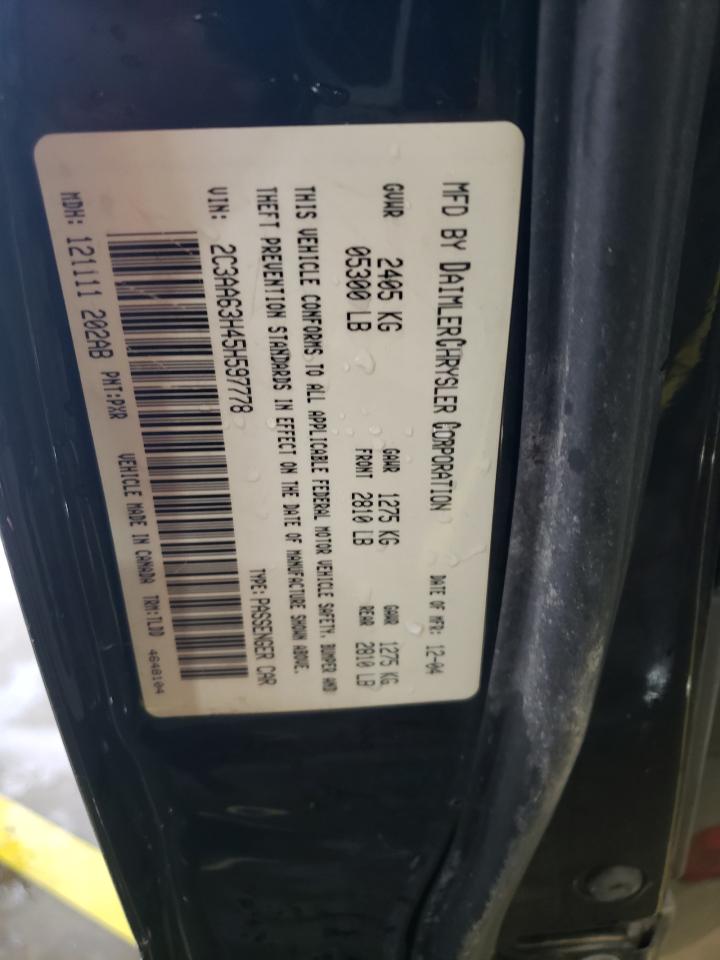 MFD BY DAIMLERCHRYSLER CORPORATION
DATE OF MFR: 12-04
GVWR 2405 KG
05300 LB
GAWR 1275 KG
FRONT 2810 LB
GAWR 1275 KG
REAR 2810 LB
THIS VEHICLE CONFORMS TO ALL APPLICABLE FEDERAL MOTOR VEHICLE SAFETY, BUMPER AND
THEFT PREVENTION STANDARDS IN EFFECT ON THE DATE OF MANUFACTURE SHOWN ABOVE.
VIN: 2C3AA63H45H597778
TYPE: PASSENGER CAR
MDH: 121111 202AB PNT:PXR VEHICLE MADE IN CANADA TRM:TLDD 4648104